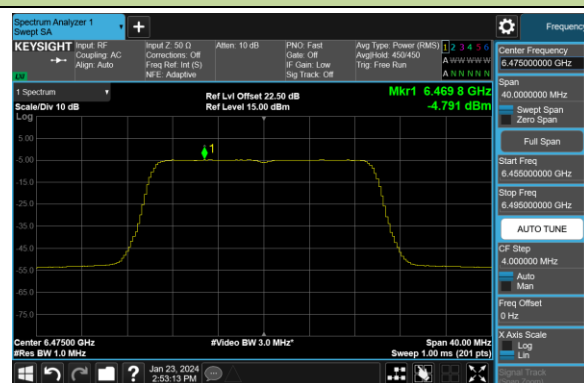 Spectrum Analyzer 1
Swept SA
Frequency
KEYSIGHT
Input: RF
Coupling: AC
Align: Auto
Input Z: 50 Ω
Corrections: Off
Freq Ref: Int (S)
NFE: Adaptive
Atten: 10 dB
PNO: Fast
Gate: Off
IF Gain: Low
Sig Track: Off
Avg Type: Power (RMS)
Avg|Hold: 450/450
Trig: Free Run
1 2 3 4 5 6
A W W W W W
A N N N N N
LW
1 Spectrum
Scale/Div 10 dB
Log
Ref Lvl Offset 22.50 dB
Ref Level 15.00 dBm
Mkr1 6.469 8 GHz
-4.791 dBm
1
5.00
-5.00
-15.0
-25.0
-35.0
-45.0
-55.0
-65.0
-75.0
Center 6.47500 GHz
#Res BW 1.0 MHz
#Video BW 3.0 MHz*
Span 40.00 MHz
Sweep 1.00 ms (201 pts)
Center Frequency
6.475000000 GHz
Span
40.0000000 MHz
Swept Span
Zero Span
Full Span
Start Freq
6.455000000 GHz
Stop Freq
6.495000000 GHz
AUTO TUNE
CF Step
4.000000 MHz
Auto
Man
Freq Offset
0 Hz
X Axis Scale
Log
Lin
Signal Track
Jan 23, 2024
2:53:13 PM